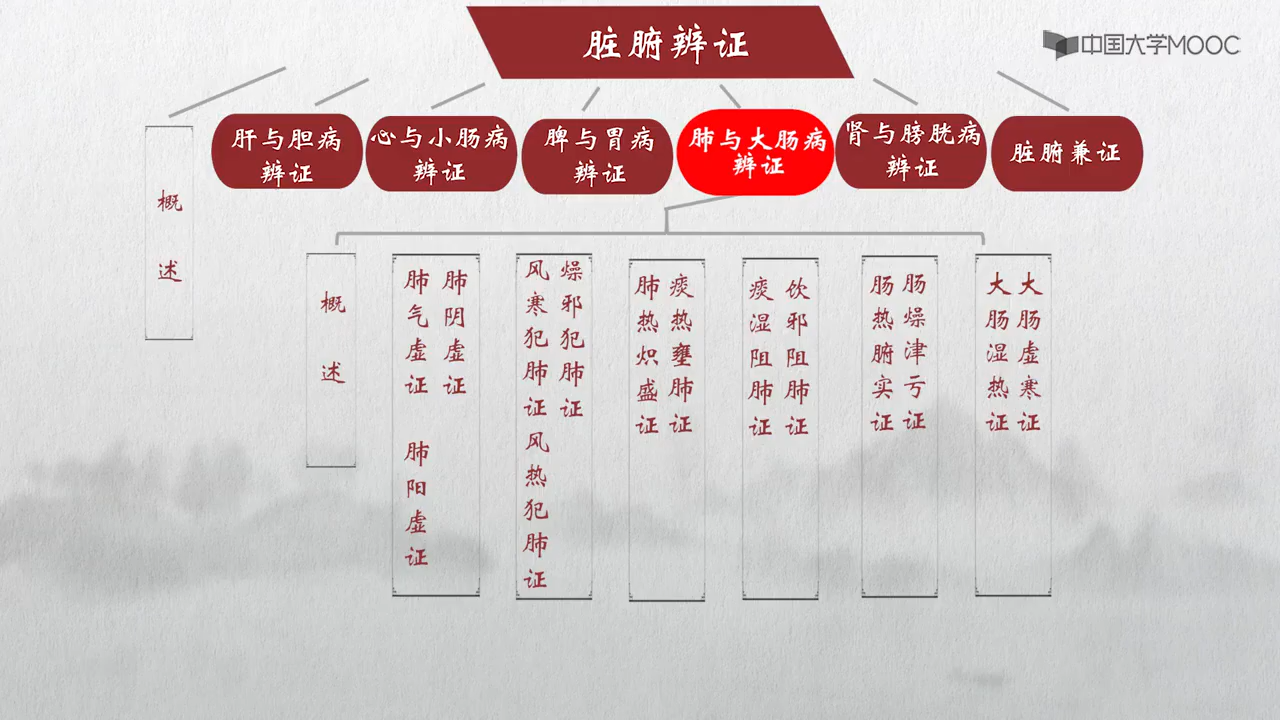 脏腑辨证
中国大学MOOC
概述
肝与胆病
辨证
心与小肠病
辨证
脾与胃病
辨证
肺与大肠病
辨证
肾与膀胱病
辨证
脏腑兼证
概述
肺气虚证
肺阴虚证
肺阳虚证
风寒犯肺证
燥邪犯肺证
风热犯肺证
肺热炽盛证
痰热壅肺证
痰湿阻肺证
饮邪阻肺证
肠热腑实证
肠燥津亏证
大肠湿热证
大肠虚寒证